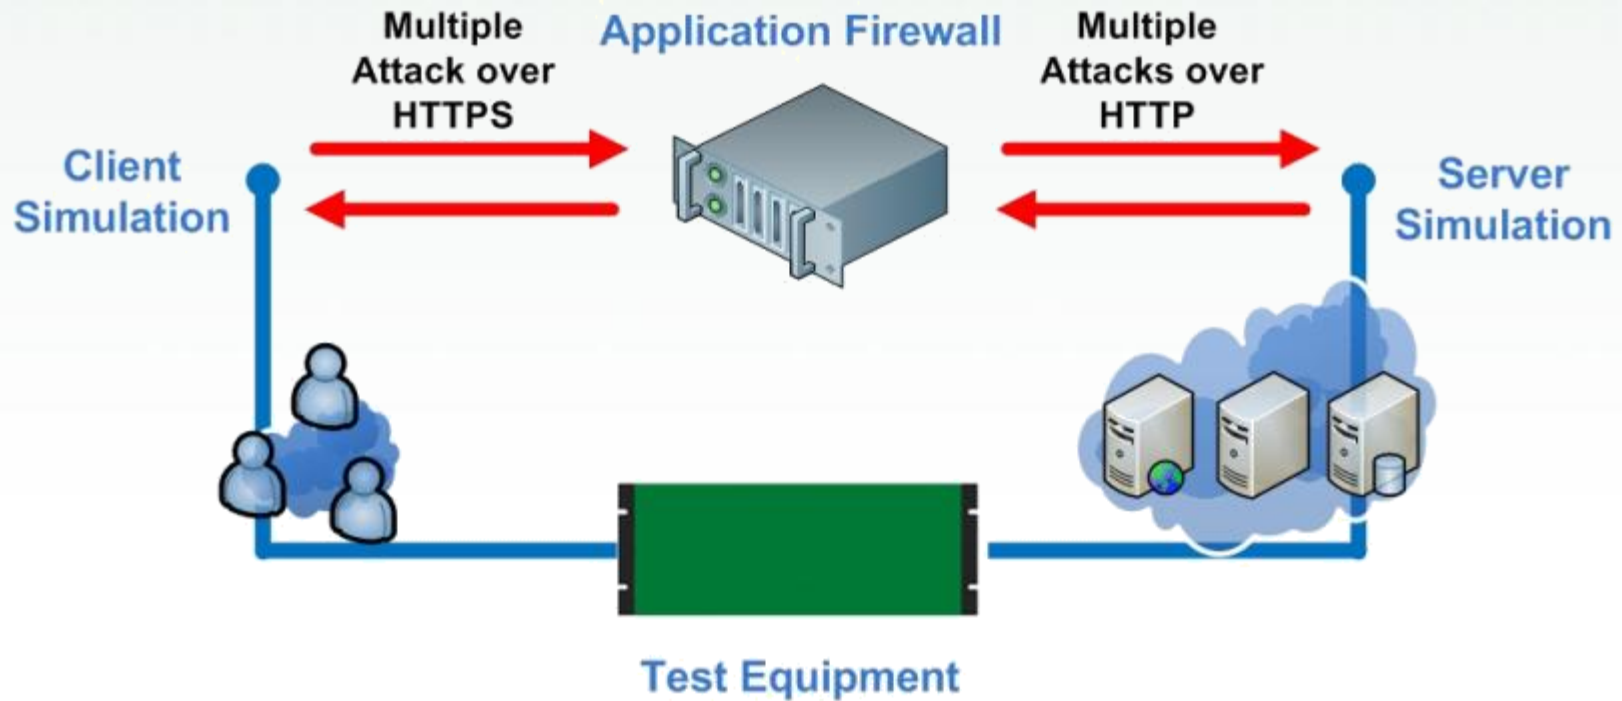 Multiple
Attack over
HTTPS
Application Firewall
Multiple
Attacks over
HTTP
Client
Simulation
Server
Simulation
Test Equipment